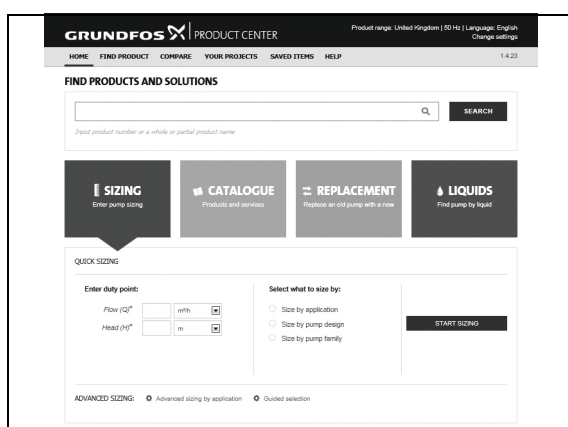 GRUNDFOS PRODUCT CENTER
Product range: United Kingdom | 50 Hz | Language: English
Change settings
HOME FIND PRODUCT COMPARE YOUR PROJECTS SAVED ITEMS HELP 1.4.23
FIND PRODUCTS AND SOLUTIONS
SEARCH
Input product number or a whole or partial product name
SIZING
Enter pump sizing
CATALOGUE
Products and services
REPLACEMENT
Replace an old pump with a new
LIQUIDS
Find pump by liquid
QUICK SIZING
Enter duty point:
Flow (Q)* m³/h
Head (H)* m
Select what to size by:
Size by application
Size by pump design
Size by pump family
START SIZING
ADVANCED SIZING: Advanced sizing by application Guided selection